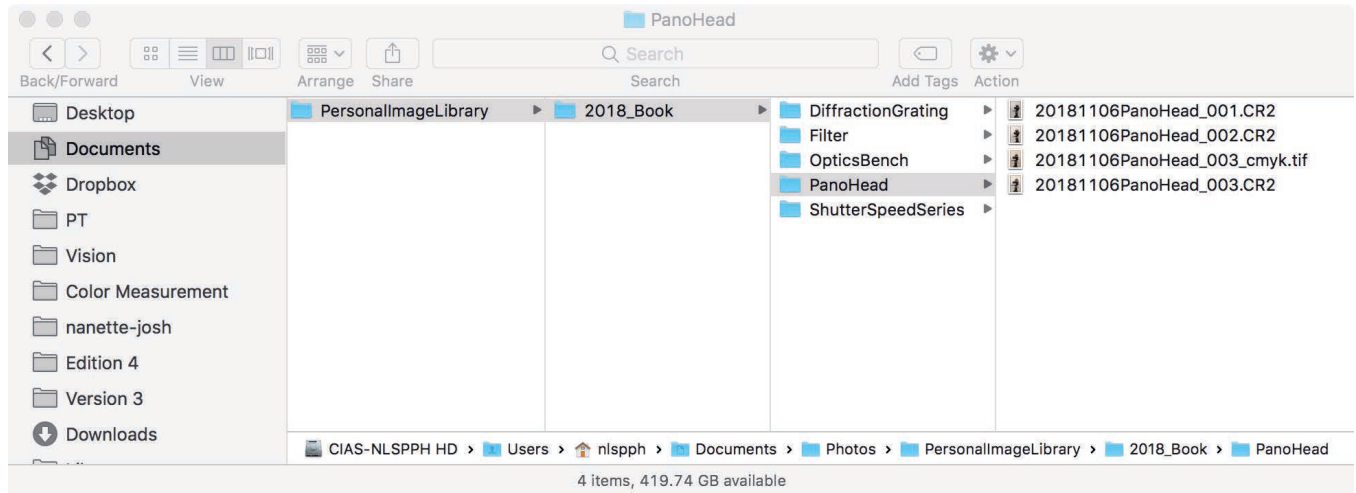 PanoHead
Search
Back/Forward View Arrange Share Search Add Tags Action
Desktop
Documents
Dropbox
PT
Vision
Color Measurement
nanette-josh
Edition 4
Version 3
Downloads
PersonalImageLibrary
2018_Book
DiffractionGrating
Filter
OpticsBench
PanoHead
ShutterSpeedSeries
20181106PanoHead_001.CR2
20181106PanoHead_002.CR2
20181106PanoHead_003_cmyk.tif
20181106PanoHead_003.CR2
CIAS-NLSPPH HD › Users › nlspph › Documents › Photos › PersonalImageLibrary › 2018_Book › PanoHead
4 items, 419.74 GB available